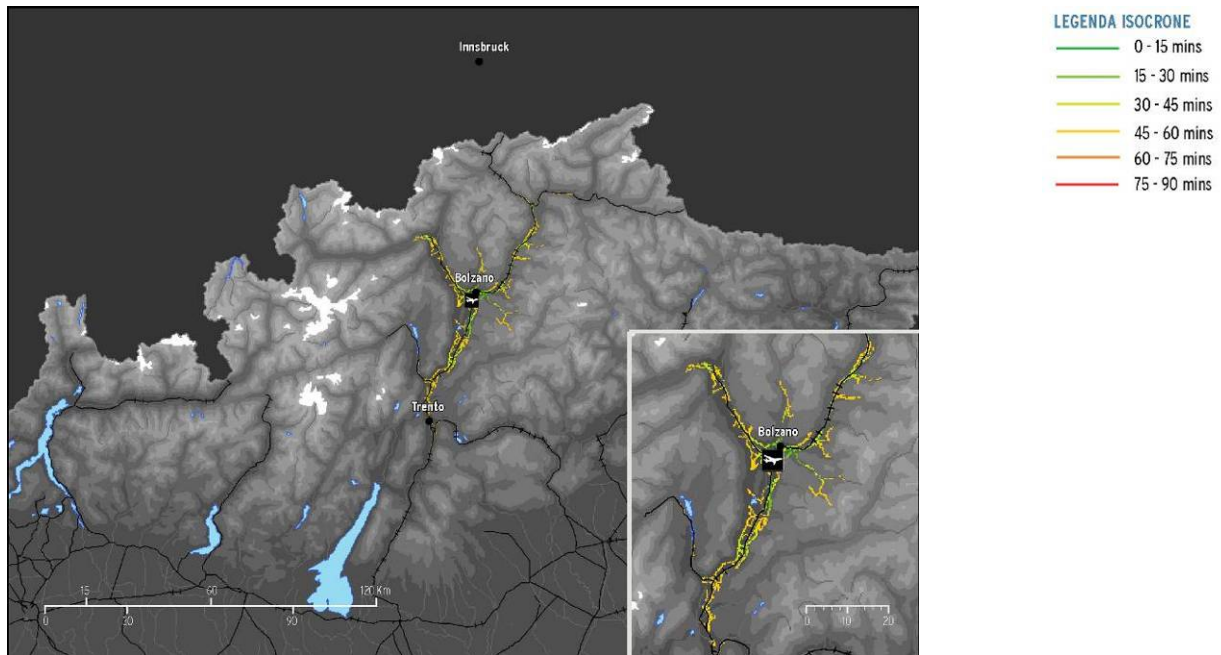 Innsbruck
Bolzano
Trento
15
60
120 Km
0
30
90
Bolzano
0
10
20
LEGENDA ISOCRONE
0 - 15 mins
15 - 30 mins
30 - 45 mins
45 - 60 mins
60 - 75 mins
75 - 90 mins